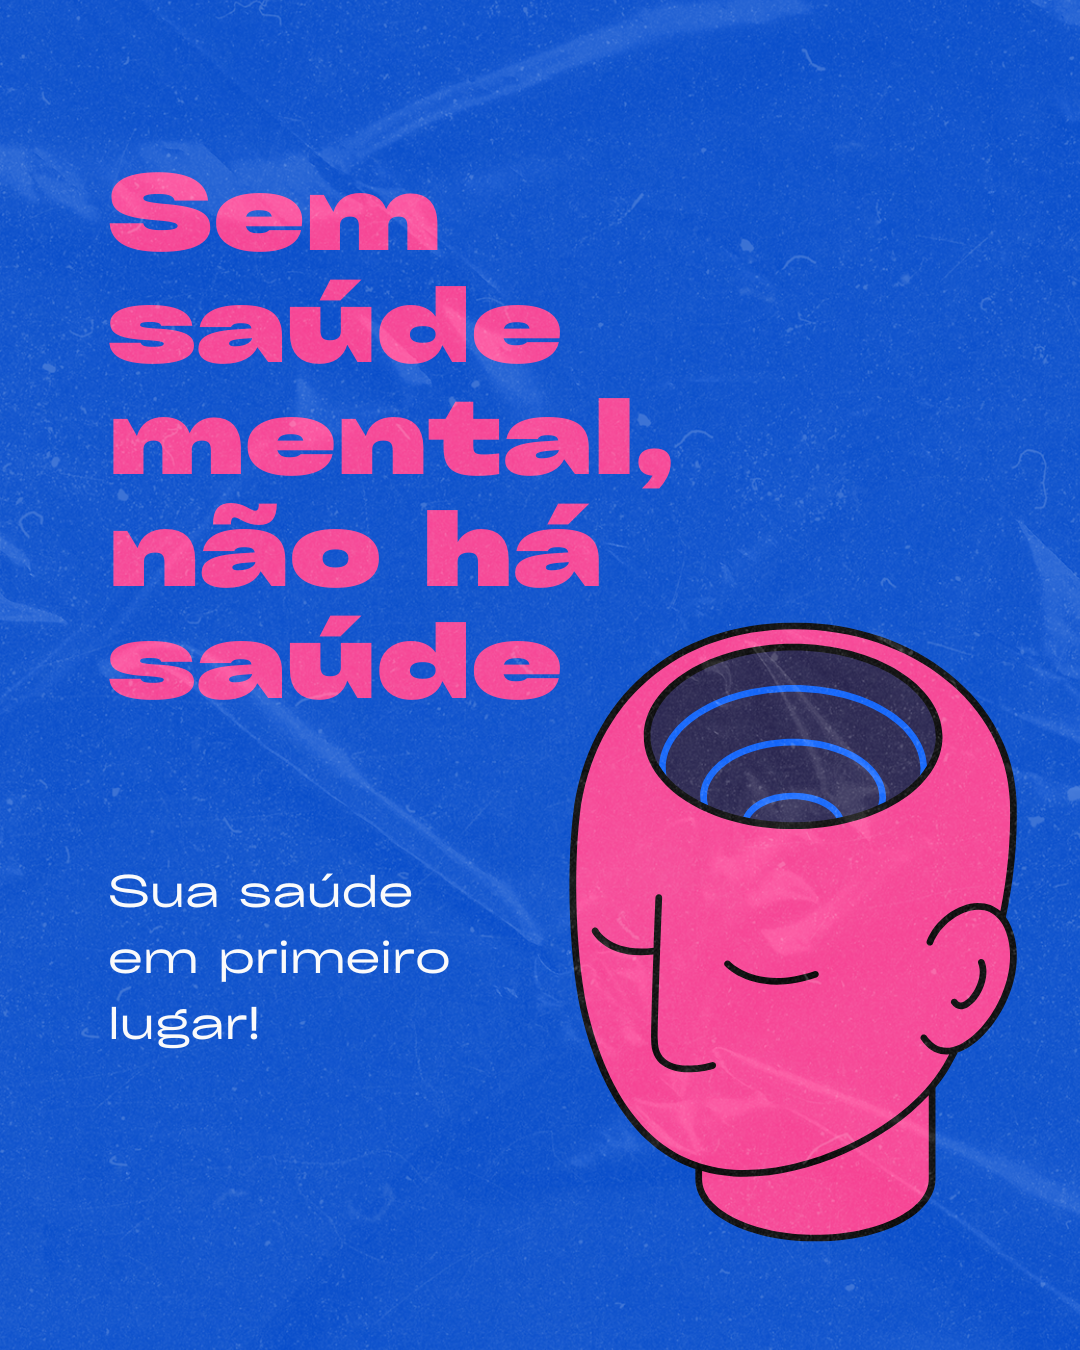 Sem
saúde
mental,
não há
saúde
Sua saúde
em primeiro
lugar!